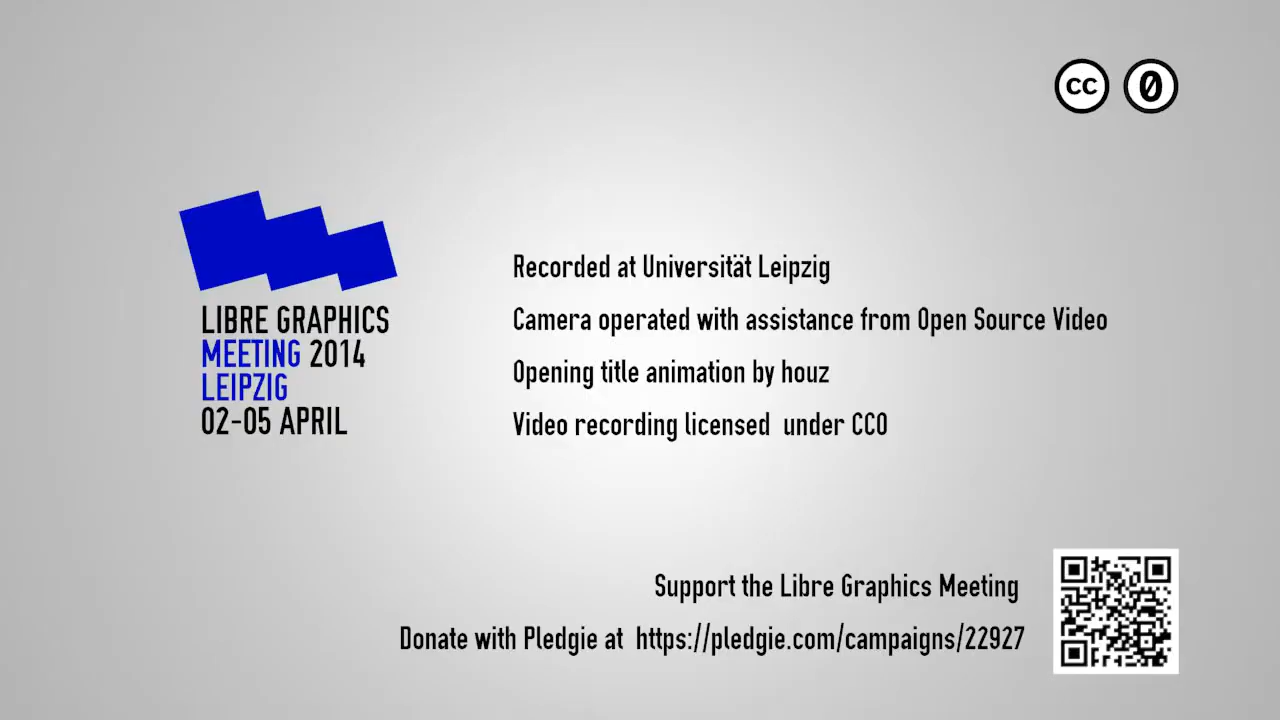 CC 0
LIBRE GRAPHICS
MEETING 2014
LEIPZIG
02-05 APRIL
Recorded at Universität Leipzig
Camera operated with assistance from Open Source Video
Opening title animation by houz
Video recording licensed  under CC0
Support the Libre Graphics Meeting
Donate with Pledgie at  https://pledgie.com/campaigns/22927